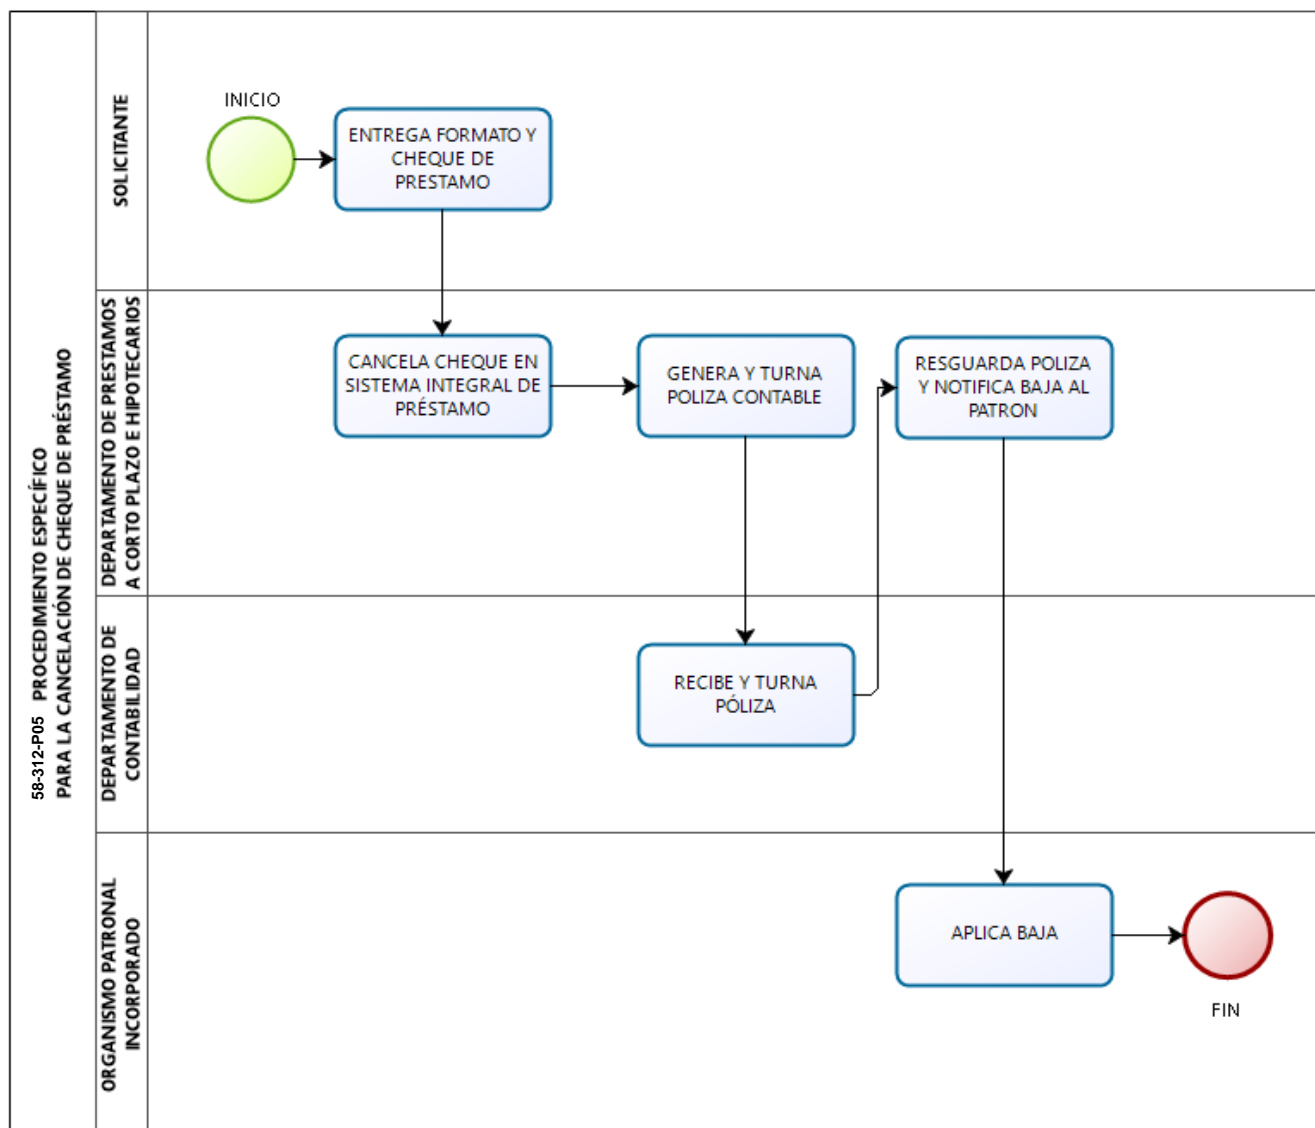 58-312-P05 PROCEDIMIENTO ESPECÍFICO
PARA LA CANCELACIÓN DE CHEQUE DE PRÉSTAMO
SOLICITANTE
INICIO
ENTREGA FORMATO Y
CHEQUE DE
PRESTAMO
DEPARTAMENTO DE PRESTAMOS
A CORTO PLAZO E HIPOTECARIOS
CANCELA CHEQUE EN
SISTEMA INTEGRAL DE
PRÉSTAMO
GENERA Y TURNA
POLIZA CONTABLE
RESGUARDA POLIZA
Y NOTIFICA BAJA AL
PATRON
DEPARTAMENTO DE
CONTABILIDAD
RECIBE Y TURNA
PÓLIZA
ORGANISMO PATRONAL
INCORPORADO
APLICA BAJA
FIN